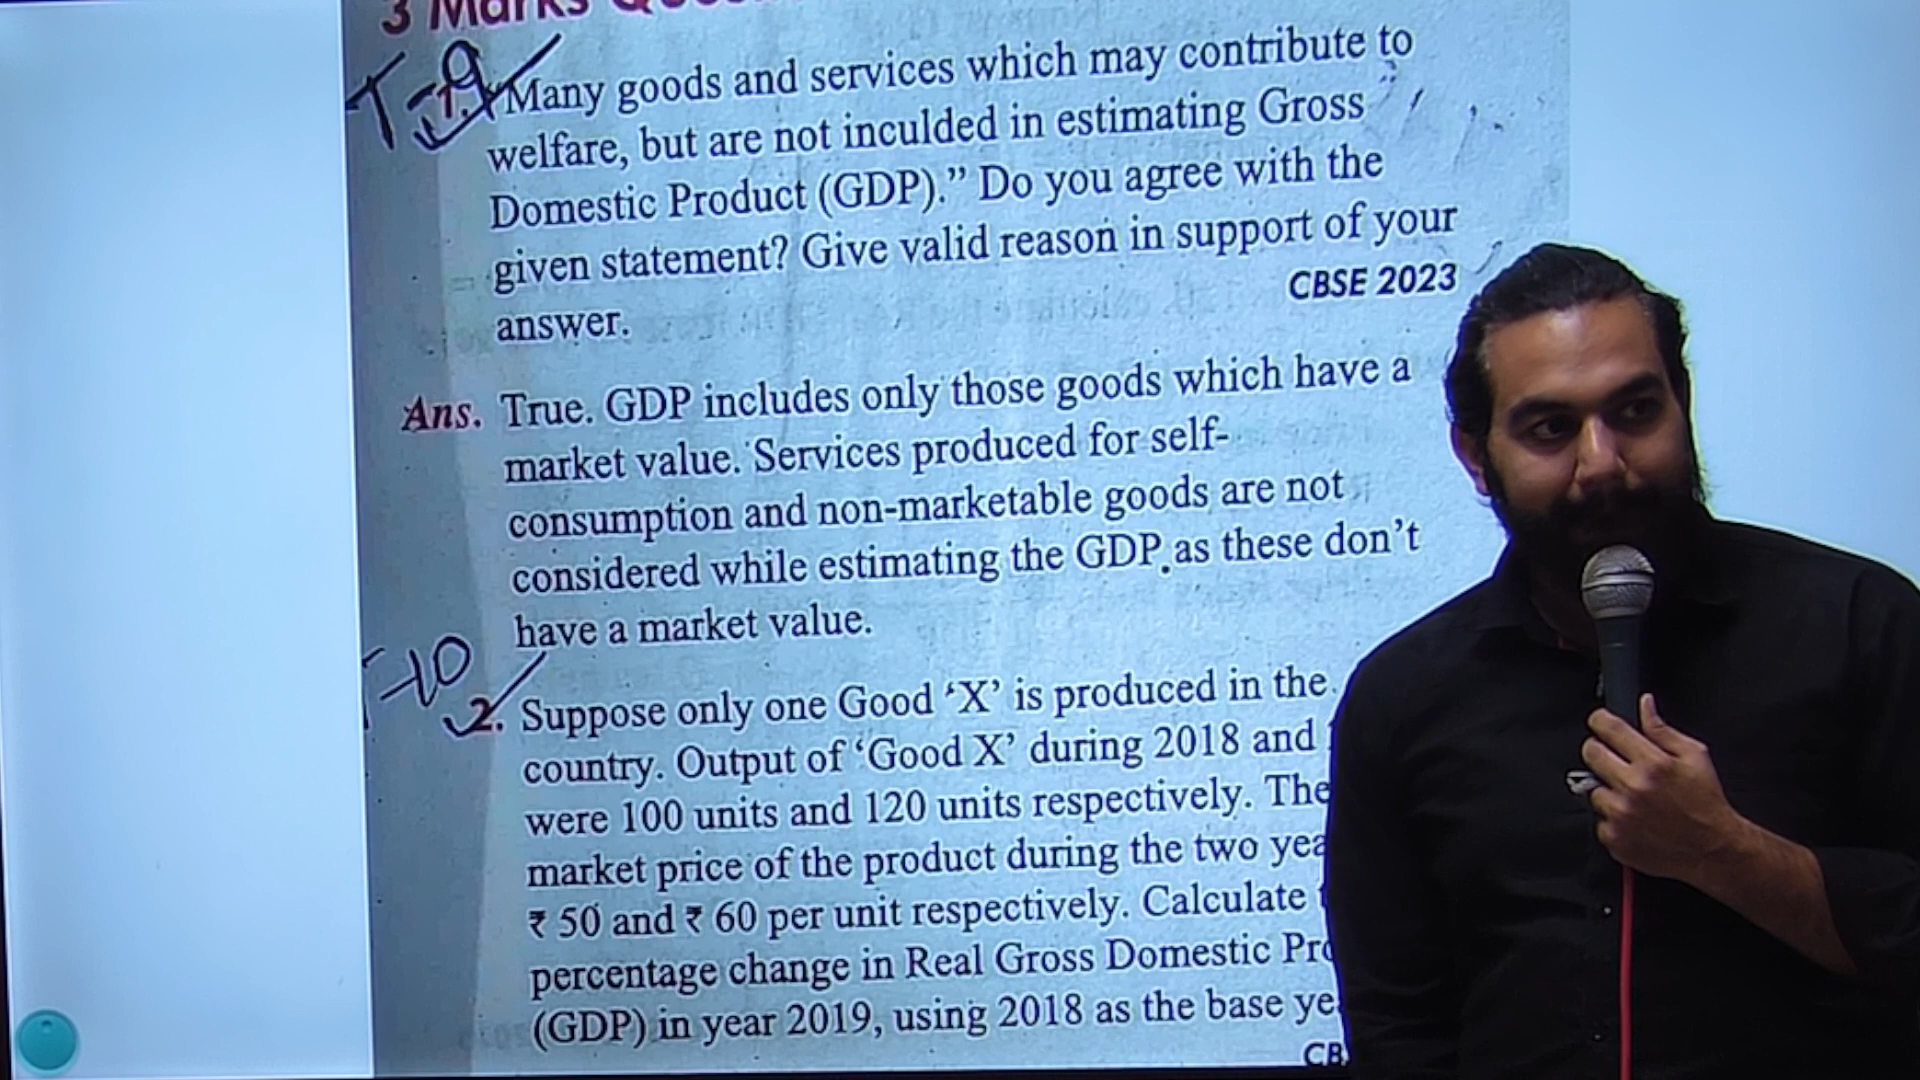 3 Marks
T-9
1. Many goods and services which may contribute to
welfare, but are not inculded in estimating Gross
Domestic Product (GDP).” Do you agree with the
given statement? Give valid reason in support of your
answer.
CBSE 2023
Ans. True. GDP includes only those goods which have a
market value. Services produced for self-
consumption and non-marketable goods are not
considered while estimating the GDP as these don’t
have a market value.
T-10
2. Suppose only one Good ‘X’ is produced in the
country. Output of ‘Good X’ during 2018 and
were 100 units and 120 units respectively. The
market price of the product during the two
₹ 50 and ₹ 60 per unit respectively. Calculate
percentage change in Real Gross Domestic
(GDP) in year 2019, using 2018 as the base